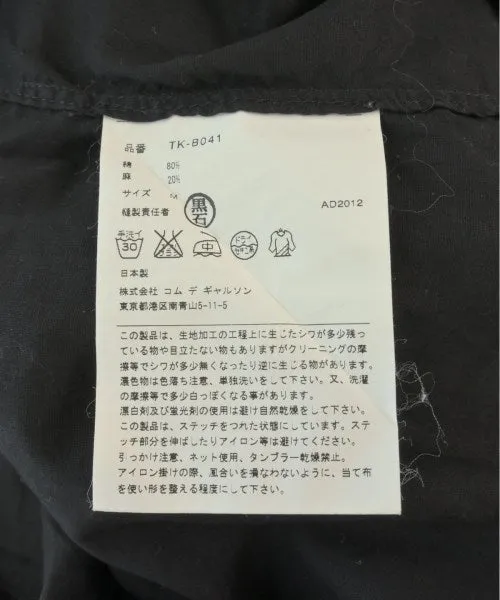 品番 TK-B041
綿 80%
麻 20%
サイズ M
縫製責任者 黒石 AD2012
手洗イ 30 中 ドライ セキユ系
日本製
株式会社 コム デ ギャルソン
東京都港区南青山5-11-5
この製品は、生地加工の工程上に生じたシワが多少残っ
ている物や目立たない物もありますがクリーニングの摩
擦等でシワが多少無くなったり逆に生じる物があります。
濃色物は色落ち注意、単独洗いをして下さい。又、洗濯
の摩擦等で多少白っぽくなる事があります。
漂白剤及び蛍光剤の使用は避け自然乾燥をして下さい。
この製品は、ステッチをつれた状態にしています。ステ
ッチ部分を伸ばしたりアイロン等は避けてください。
引っかけ注意、ネット使用、タンブラー乾燥禁止。
アイロン掛けの際、風合いを損なわないように、当て布
を使い形を整える程度にして下さい。